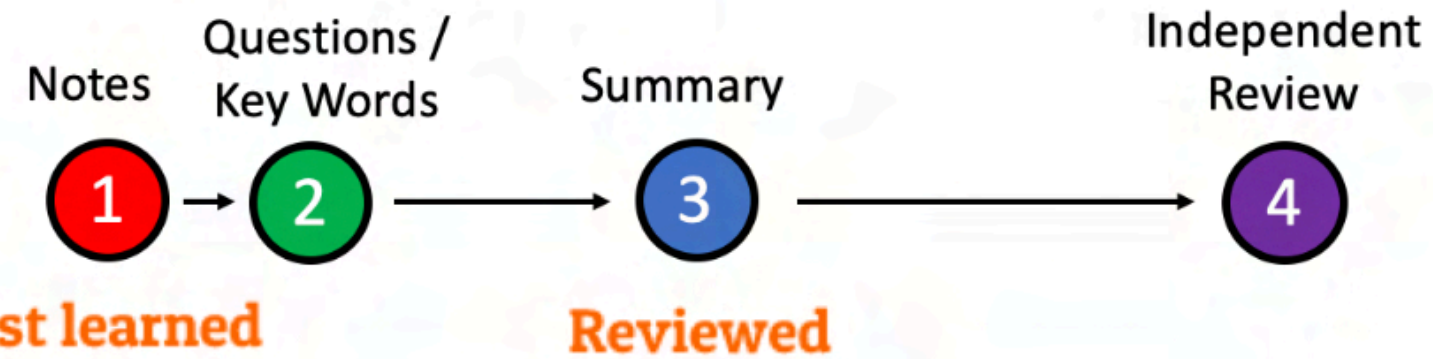 Notes
Questions /
Key Words
Summary
Independent
Review
1
2
3
4
st learned
Reviewed